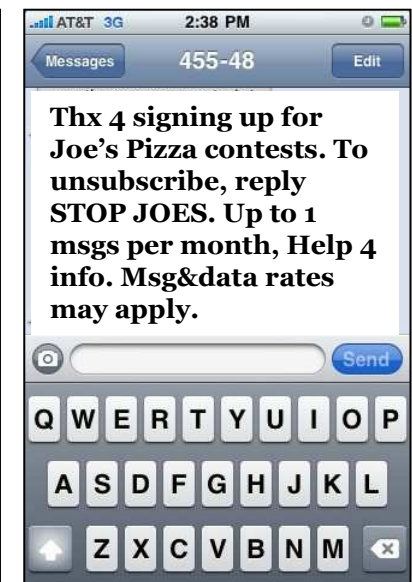 AT&T 3G 2:38 PM
Messages 455-48 Edit
Thx 4 signing up for
Joe’s Pizza contests. To
unsubscribe, reply
STOP JOES. Up to 1
msgs per month, Help 4
info. Msg&data rates
may apply.
Send
Q W E R T Y U I O P
A S D F G H J K L
Z X C V B N M